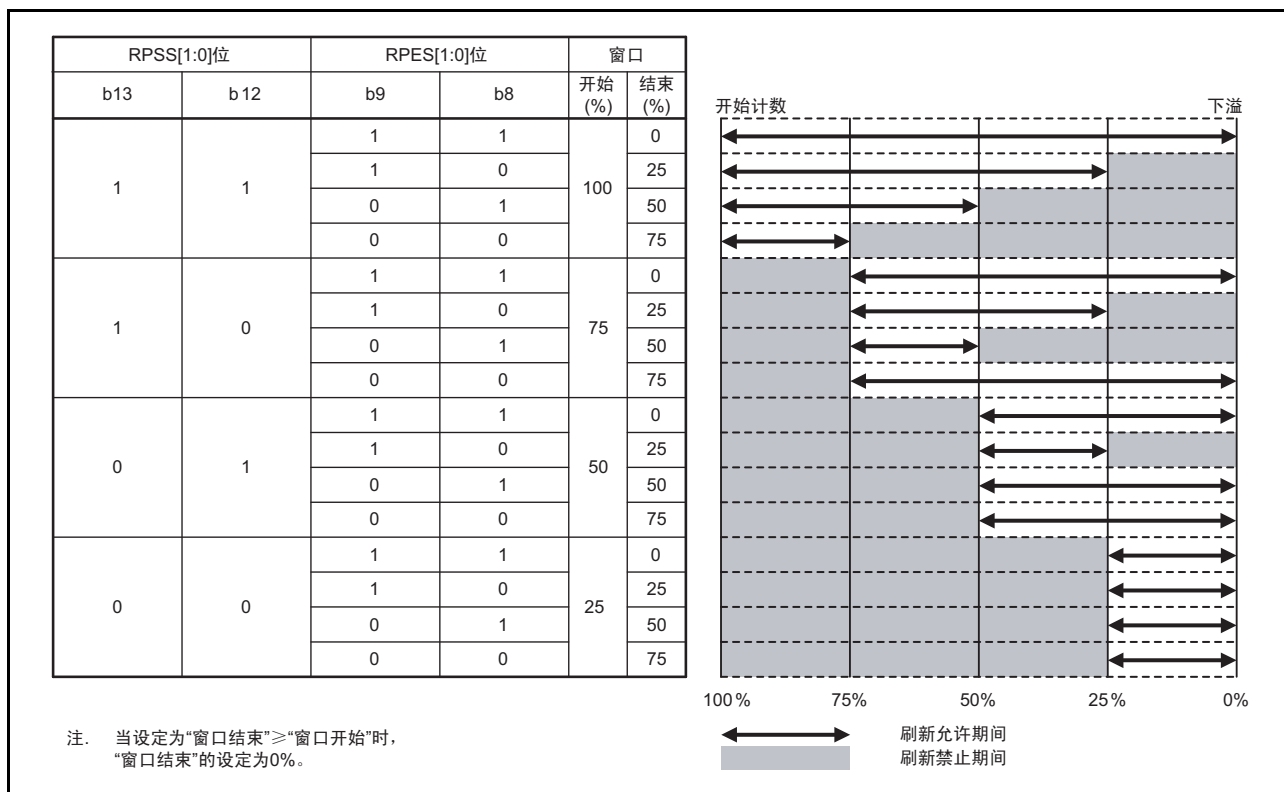 RPSS[1:0]位 RPES[1:0]位 窗口
b13 b12 b9 b8 开始(%) 结束(%)
1 1 1 1 100 0
1 0 25
0 1 50
0 0 75
1 0 1 1 75 0
1 0 25
0 1 50
0 0 75
0 1 1 1 50 0
1 0 25
0 1 50
0 0 75
0 0 1 1 25 0
1 0 25
0 1 50
0 0 75
开始计数 下溢
100% 75% 50% 25% 0%
刷新允许期间
刷新禁止期间
注. 当设定为“窗口结束”≥“窗口开始”时，
“窗口结束”的设定为0%。